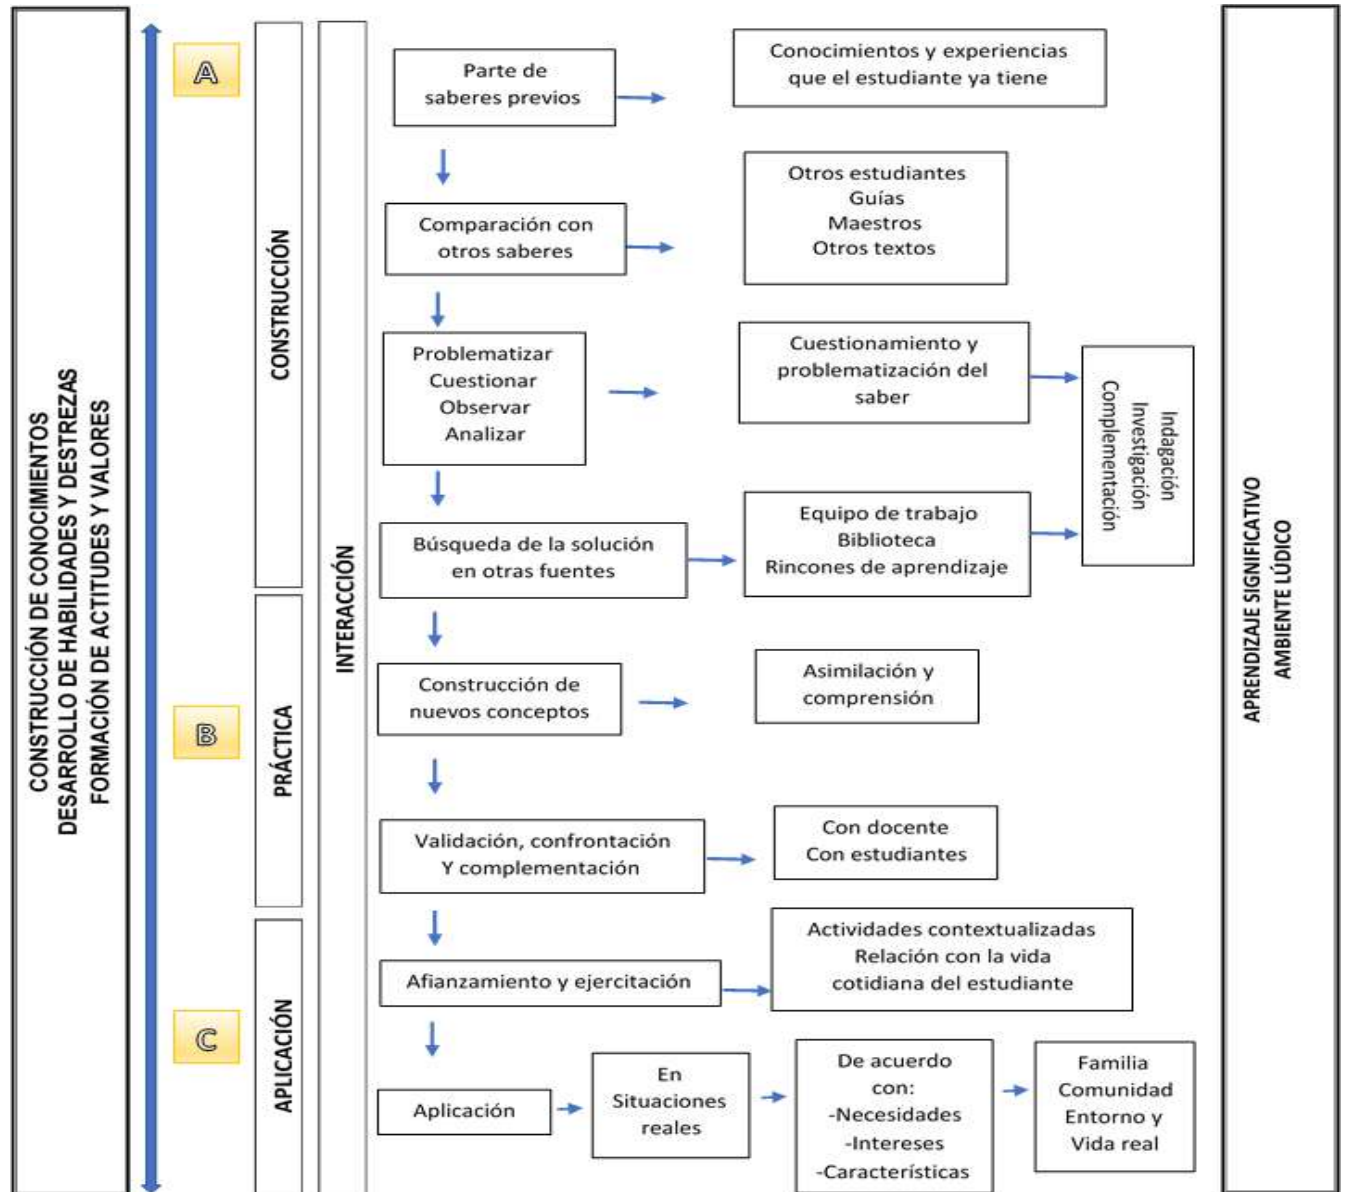 CONSTRUCCIÓN DE CONOCIMIENTOS
DESARROLLO DE HABILIDADES Y DESTREZAS
FORMACIÓN DE ACTITUDES Y VALORES
A
CONSTRUCCIÓN
INTERACCIÓN
Parte de
saberes previos
Conocimientos y experiencias
que el estudiante ya tiene
Comparación con
otros saberes
Otros estudiantes
Guías
Maestros
Otros textos
Problematizar
Cuestionar
Observar
Analizar
Cuestionamiento y
problematización del
saber
Indagación
Investigación
Complementación
Búsqueda de la solución
en otras fuentes
Equipo de trabajo
Biblioteca
Rincones de aprendizaje
B
PRÁCTICA
Construcción de
nuevos conceptos
Asimilación y
comprensión
Validación, confrontación
Y complementación
Con docente
Con estudiantes
C
APLICACIÓN
Afianzamiento y ejercitación
Actividades contextualizadas
Relación con la vida
cotidiana del estudiante
Aplicación
En
Situaciones
reales
De acuerdo
con:
-Necesidades
-Intereses
-Características
Familia
Comunidad
Entorno y
Vida real
APRENDIZAJE SIGNIFICATIVO
AMBIENTE LÚDICO